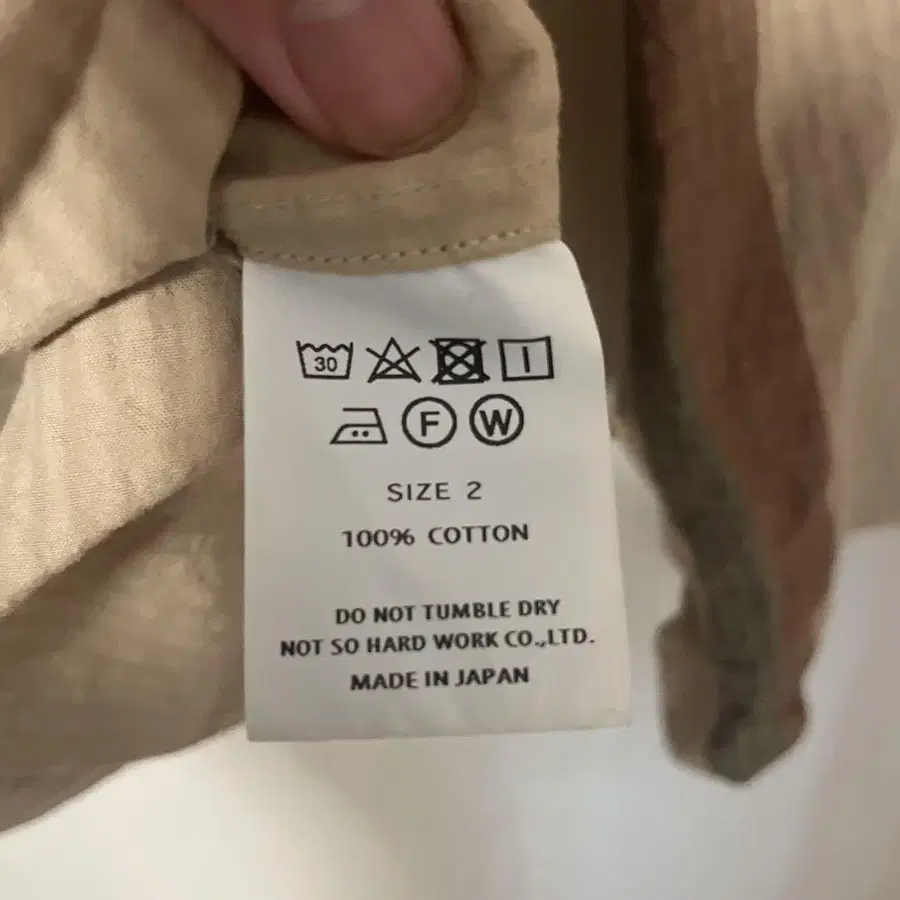 30
F W
SIZE 2
100% COTTON
DO NOT TUMBLE DRY
NOT SO HARD WORK CO.,LTD.
MADE IN JAPAN